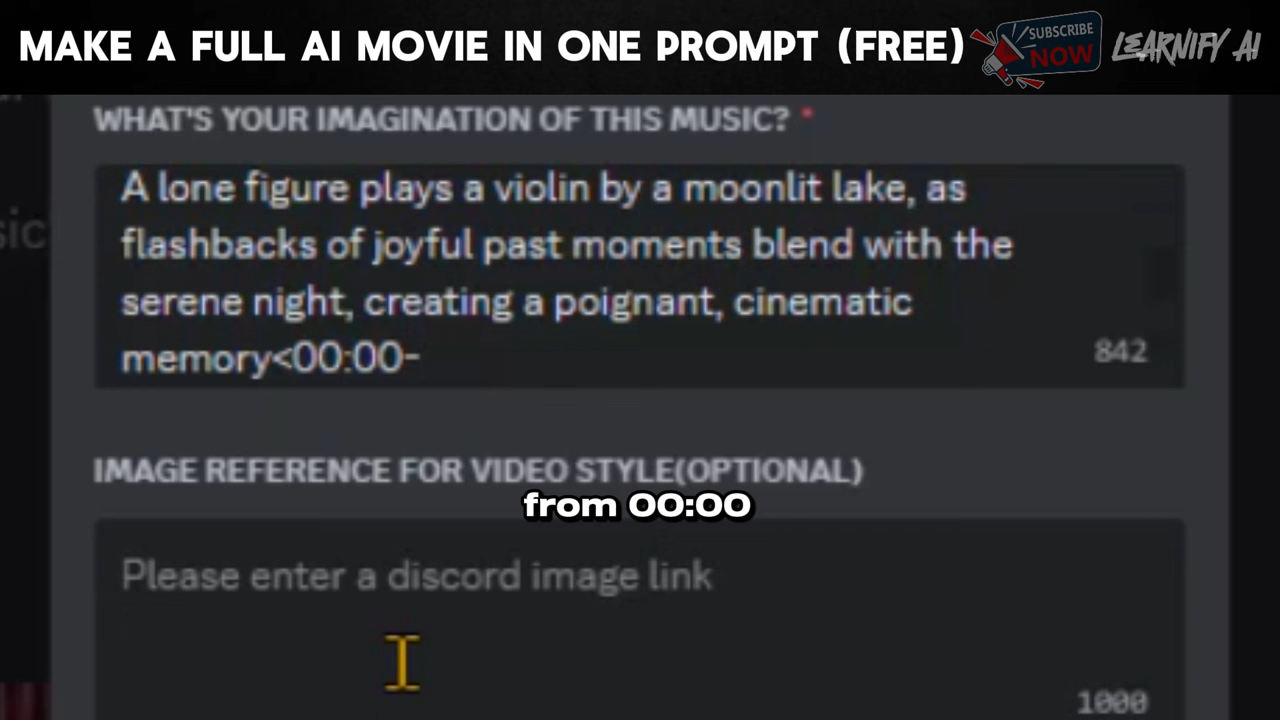 MAKE A FULL AI MOVIE IN ONE PROMPT (FREE)
SUBSCRIBE
NOW
LEARNIFY AI
WHAT'S YOUR IMAGINATION OF THIS MUSIC? *
A lone figure plays a violin by a moonlit lake, as
flashbacks of joyful past moments blend with the
serene night, creating a poignant, cinematic
memory<00:00-
842
sic
IMAGE REFERENCE FOR VIDEO STYLE(OPTIONAL)
from 00:00
Please enter a discord image link
1000